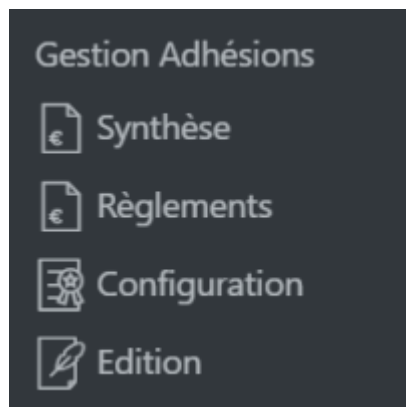 Gestion Adhésions
Synthèse
Règlements
Configuration
Edition